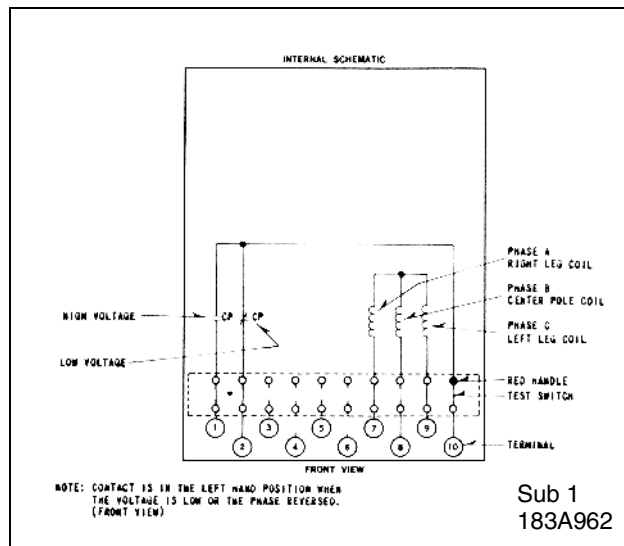 INTERNAL SCHEMATIC
PHASE A
RIGHT LEG COIL
PHASE B
CENTER POLE COIL
PHASE C
LEFT LEG COIL
HIGH VOLTAGE
CP
CP
LOW VOLTAGE
RED HANDLE
TEST SWITCH
1
3
5
7
9
2
4
6
8
10
TERMINAL
FRONT VIEW
NOTE: CONTACT IS IN THE LEFT HAND POSITION WHEN
THE VOLTAGE IS LOW OR THE PHASE REVERSED.
(FRONT VIEW)
Sub 1
183A962